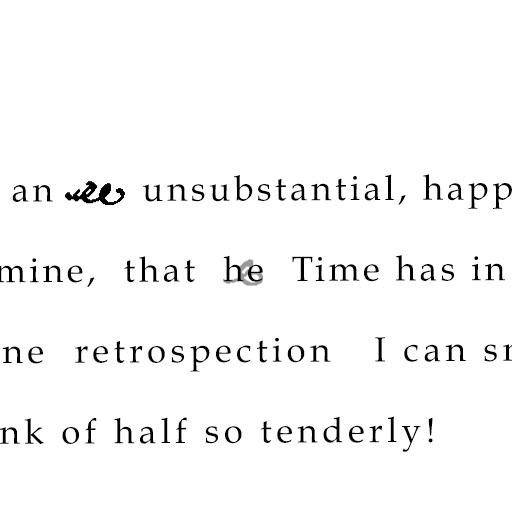 an unsubstantial, happ
mine, that he Time has in
ne retrospection I can sm
nk of half so tenderly!